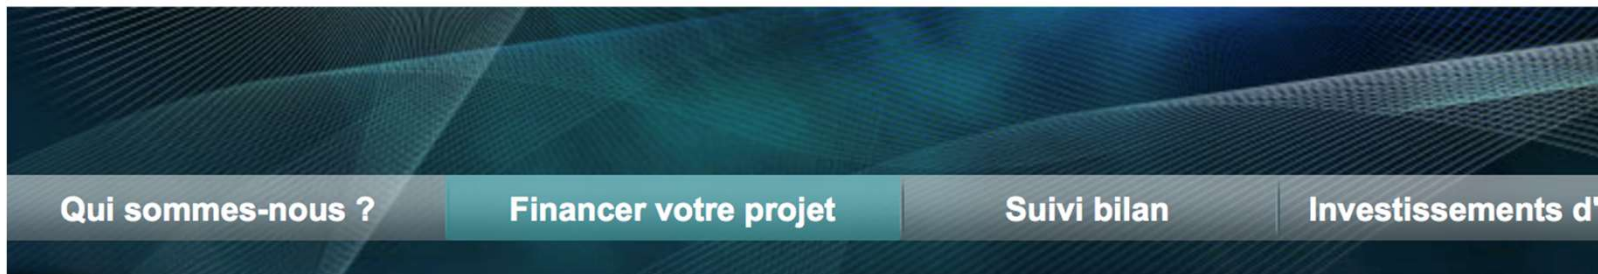 Qui sommes-nous ? Financer votre projet Suivi bilan Investissements d'